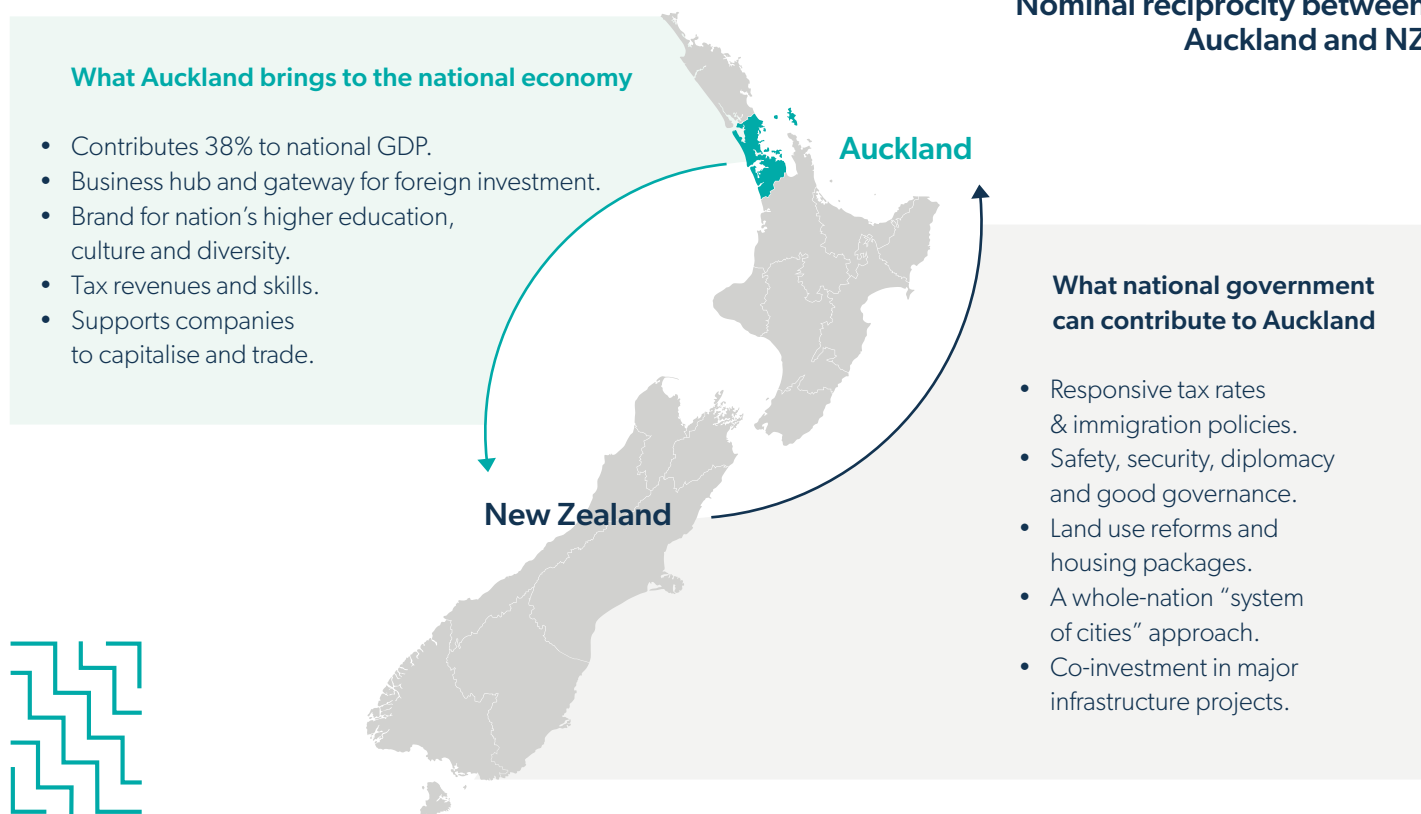 Nominal reciprocity between
Auckland and NZ
What Auckland brings to the national economy
• Contributes 38% to national GDP.
• Business hub and gateway for foreign investment.
• Brand for nation’s higher education,
culture and diversity.
• Tax revenues and skills.
• Supports companies
to capitalise and trade.
Auckland
New Zealand
What national government
can contribute to Auckland
• Responsive tax rates
& immigration policies.
• Safety, security, diplomacy
and good governance.
• Land use reforms and
housing packages.
• A whole-nation “system
of cities” approach.
• Co-investment in major
infrastructure projects.